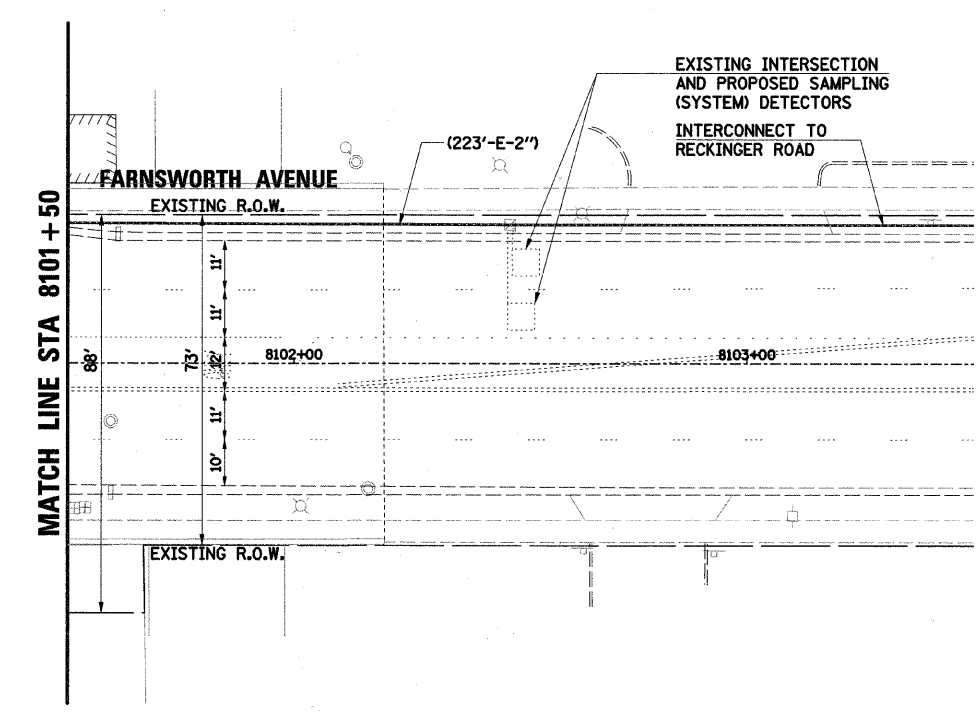 EXISTING INTERSECTION
AND PROPOSED SAMPLING
(SYSTEM) DETECTORS
INTERCONNECT TO
RECKINGER ROAD
(223'-E-2")
FARNSWORTH AVENUE
EXISTING R.O.W.
MATCH LINE STA 8101+50
88'
73'
11'
11'
12'
11'
10'
8102+00
8103+00
EXISTING R.O.W.